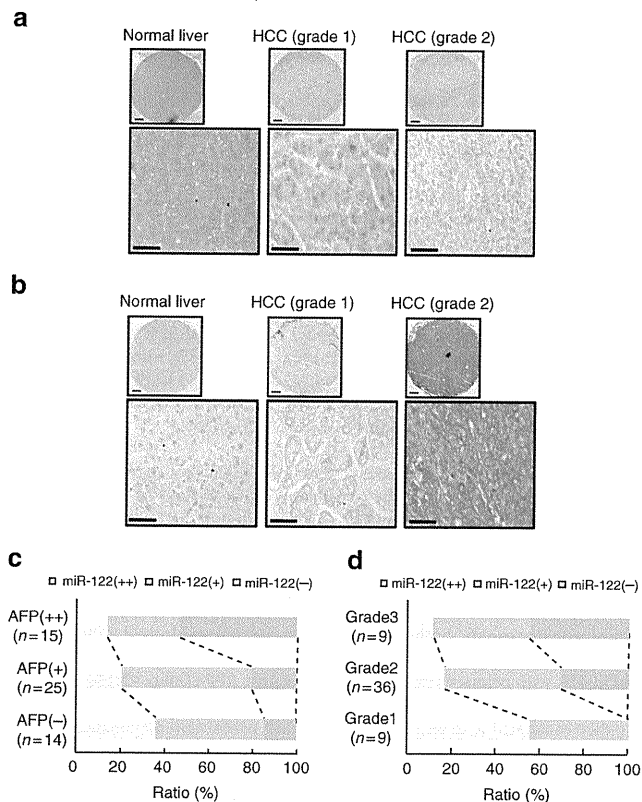 a
Normal liver HCC (grade 1) HCC (grade 2)
b
Normal liver HCC (grade 1) HCC (grade 2)
c
miR-122(++) miR-122(+) miR-122(–)
AFP(++)
(n=15)
AFP(+)
(n=25)
AFP(–)
(n=14)
0 20 40 60 80 100
Ratio (%)
d
miR-122(++) miR-122(+) miR-122(–)
Grade3
(n=9)
Grade2
(n=36)
Grade1
(n=9)
0 20 40 60 80 100
Ratio (%)